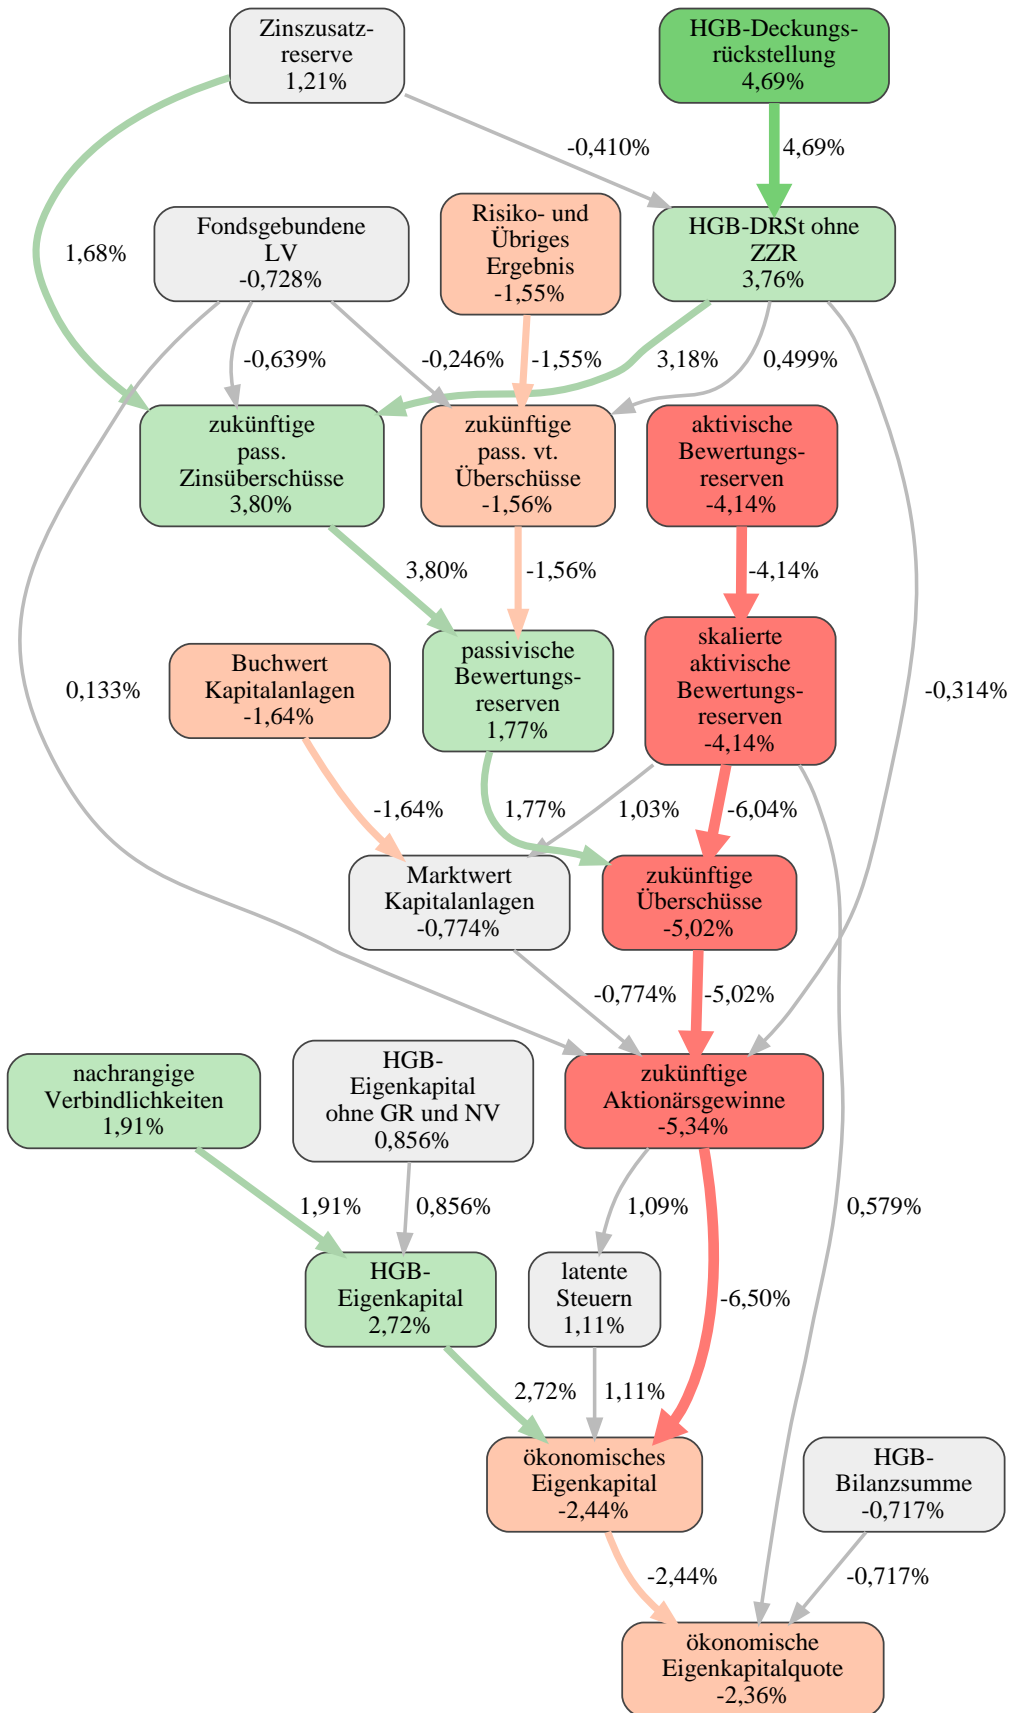 Zinszusatz-
reserve
1,21%
HGB-Deckungs-
rückstellung
4,69%
-0,410%
4,69%
Fondsgebundene
LV
-0,728%
Risiko- und
Übriges
Ergebnis
-1,55%
HGB-DRSt ohne
ZZR
3,76%
1,68%
-0,639%
-0,246%
-1,55%
3,18%
0,499%
zukünftige
pass.
Zinsüberschüsse
3,80%
zukünftige
pass. vt.
Überschüsse
-1,56%
aktivische
Bewertungs-
reserven
-4,14%
3,80%
-1,56%
-4,14%
Buchwert
Kapitalanlagen
-1,64%
passivische
Bewertungs-
reserven
1,77%
skalierte
aktivische
Bewertungs-
reserven
-4,14%
0,133%
-0,314%
-1,64%
1,77%
1,03%
-6,04%
Marktwert
Kapitalanlagen
-0,774%
zukünftige
Überschüsse
-5,02%
-0,774%
-5,02%
nachrangige
Verbindlichkeiten
1,91%
HGB-
Eigenkapital
ohne GR und NV
0,856%
zukünftige
Aktionärsgewinne
-5,34%
1,91%
0,856%
1,09%
0,579%
HGB-
Eigenkapital
2,72%
latente
Steuern
1,11%
-6,50%
2,72%
1,11%
ökonomisches
Eigenkapital
-2,44%
HGB-
Bilanzsumme
-0,717%
-2,44%
-0,717%
ökonomische
Eigenkapitalquote
-2,36%